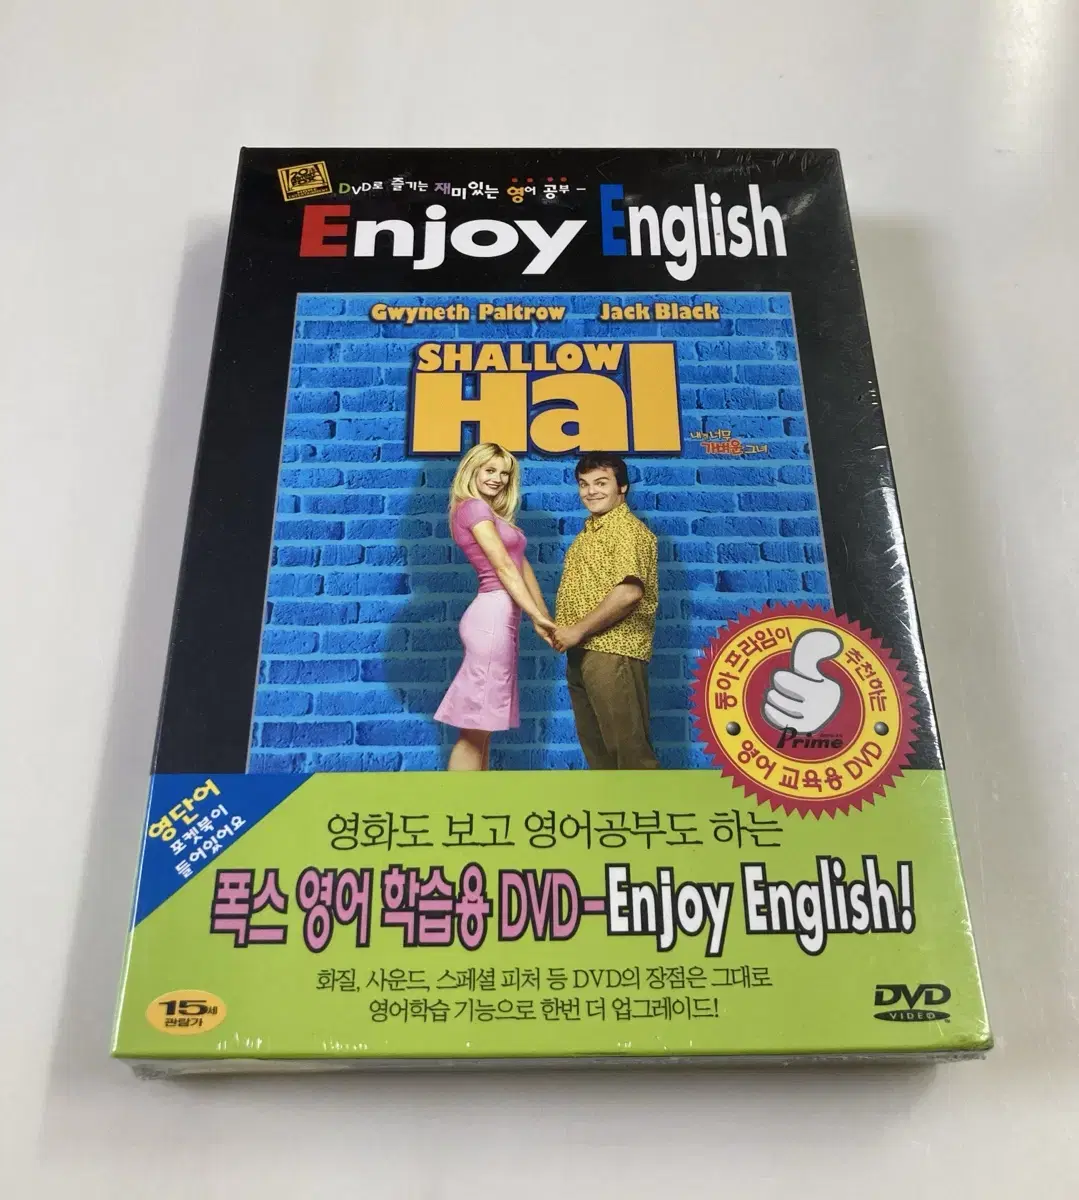 DVD로 즐기는 재미있는 영어 공부 -
Enjoy English
Gwyneth Paltrow Jack Black
SHALLOW
Hal
내겐 너무
가벼운 그녀
동아 프라임이 추천하는
Prime
영어 교육용 DVD
영단어
포켓북이
들어있어요
영화도 보고 영어공부도 하는
폭스 영어 학습용 DVD-Enjoy English!
화질, 사운드, 스페셜 피처 등 DVD의 장점은 그대로
영어학습 기능으로 한번 더 업그레이드!
15세
관람가
DVD
VIDEO